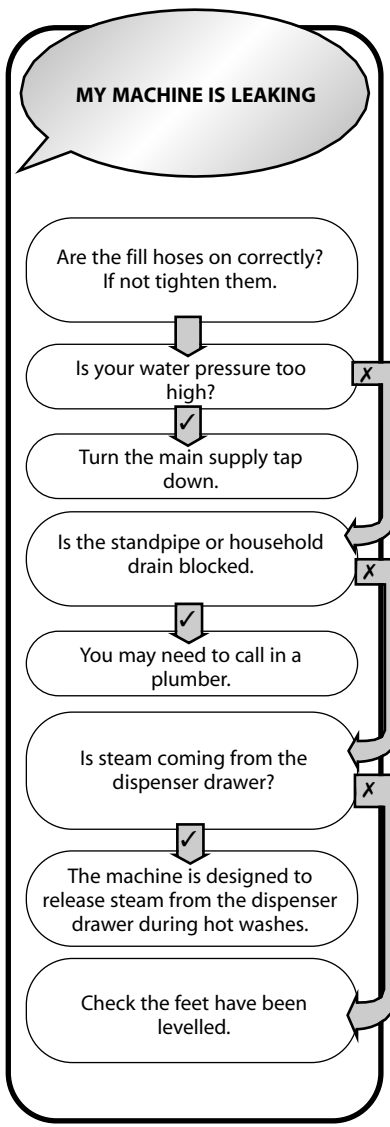 MY MACHINE IS LEAKING
Are the fill hoses on correctly?
If not tighten them.
Is your water pressure too
high?
✗
✓
Turn the main supply tap
down.
Is the standpipe or household
drain blocked.
✗
✓
You may need to call in a
plumber.
Is steam coming from the
dispenser drawer?
✗
✓
The machine is designed to
release steam from the dispenser
drawer during hot washes.
Check the feet have been
levelled.